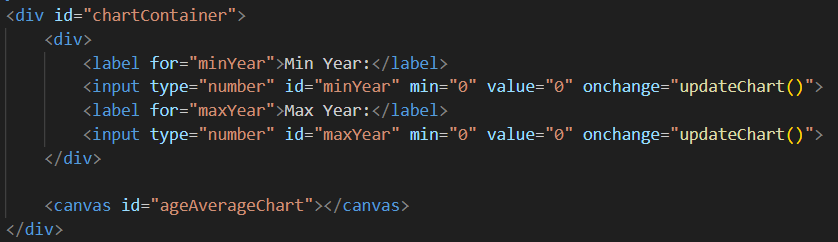 <div id="chartContainer">
    <div>
        <label for="minYear">Min Year:</label>
        <input type="number" id="minYear" min="0" value="0" onchange="updateChart()">
        <label for="maxYear">Max Year:</label>
        <input type="number" id="maxYear" min="0" value="0" onchange="updateChart()">
    </div>

    <canvas id="ageAverageChart"></canvas>
</div>